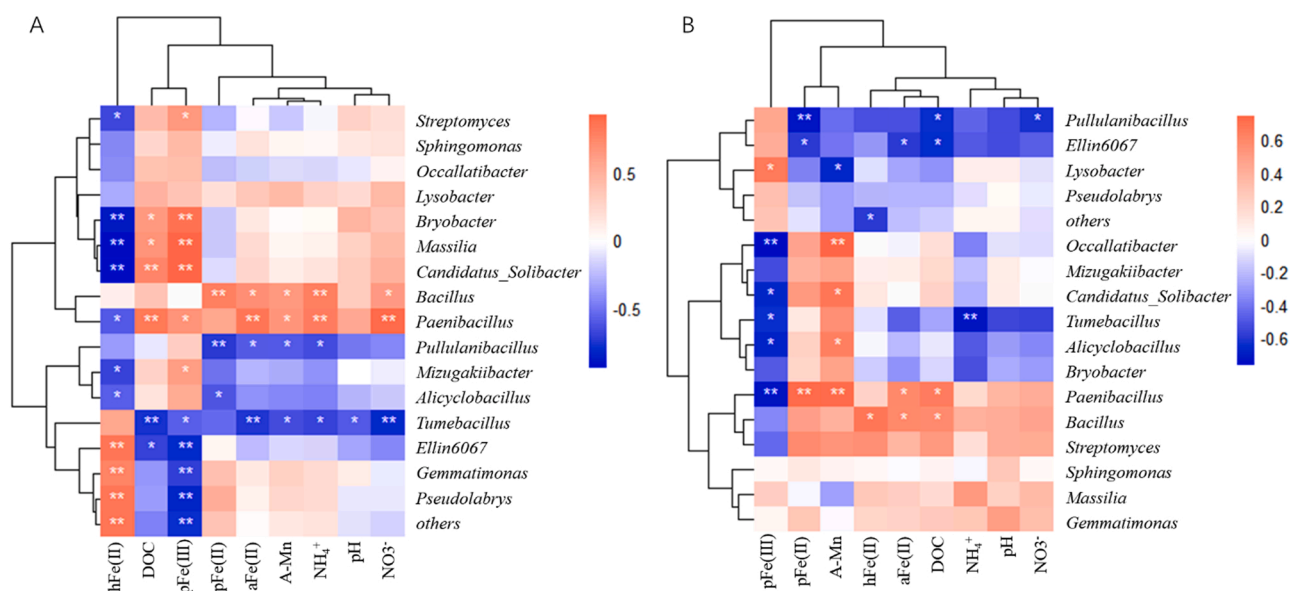 A
Streptomyces
Sphingomonas
Occallatibacter
Lysobacter
Bryobacter
Massilia
Candidatus_Solibacter
Bacillus
Paenibacillus
Pullulanibacillus
Mizugakiibacter
Alicyclobacillus
Tumebacillus
Ellin6067
Gemmatimonas
Pseudolabrys
others
hFe(II)
DOC
pFe(III)
pFe(II)
aFe(II)
A-Mn
NH₄⁺
pH
NO3⁻
0.5
0
-0.5
* *
** * **
** * **
** ** **
** * * ** *
* ** * ** * ** **
** * * *
* *
* *
** * ** * * * **
** * **
** **
** **
** **
B
Pullulanibacillus
Ellin6067
Lysobacter
Pseudolabrys
others
Occallatibacter
Mizugakiibacter
Candidatus_Solibacter
Tumebacillus
Alicyclobacillus
Bryobacter
Paenibacillus
Bacillus
Streptomyces
Sphingomonas
Massilia
Gemmatimonas
pFe(III)
pFe(II)
A-Mn
hFe(II)
aFe(II)
DOC
NH₄⁺
pH
NO3⁻
0.6
0.4
0.2
0
-0.2
-0.4
-0.6
** * *
* * *
* *
*
** **
* *
* **
* *
** ** ** * *
* * *